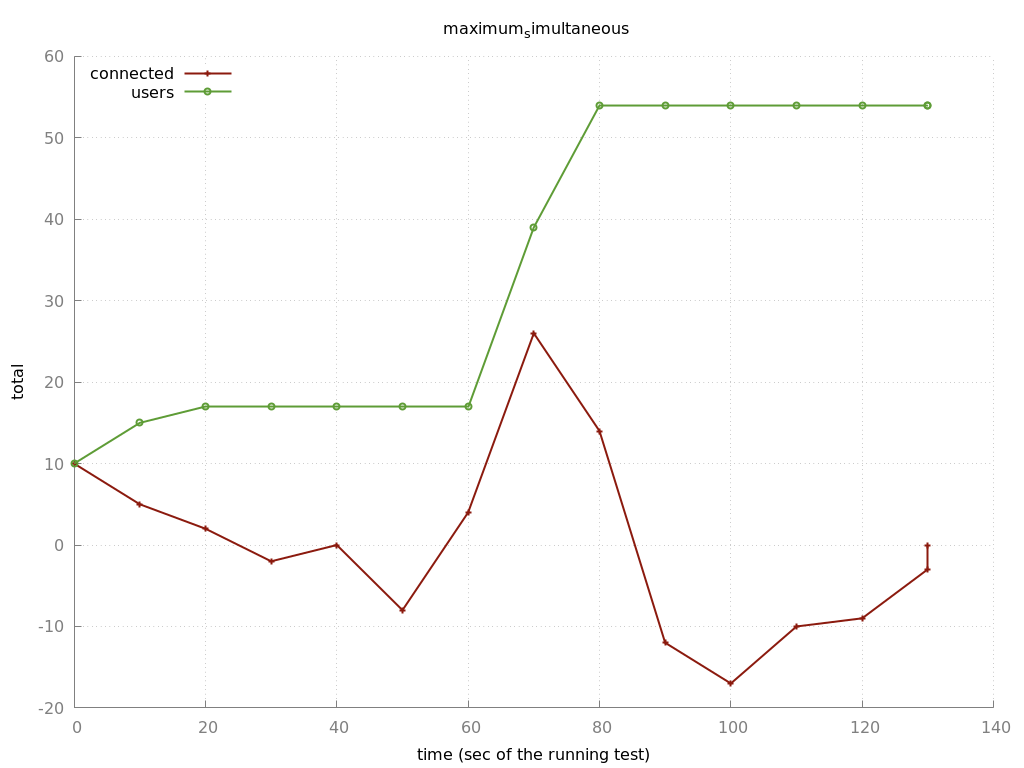 maximum_simultaneous
60
connected
users
50
40
30
20
10
0
-10
-20
total
0 20 40 60 80 100 120 140
time (sec of the running test)